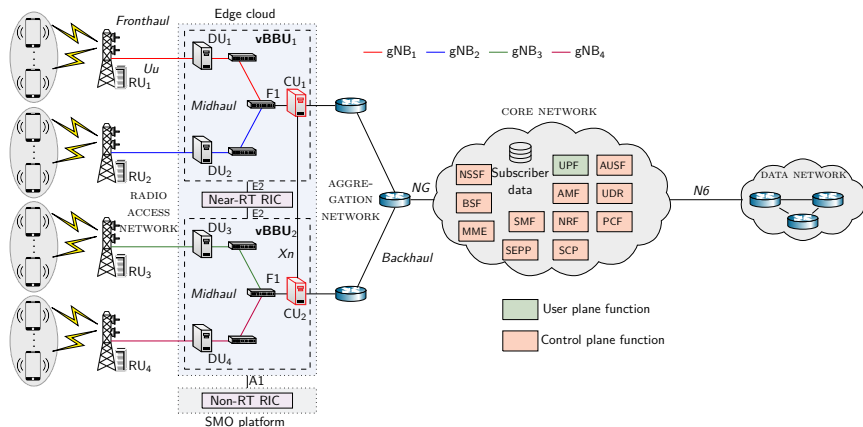 Edge cloud
Fronthaul
Uu
RU1
DU1
vBBU1
Midhaul
F1
CU1
DU2
RU2
gNB1
gNB2
gNB3
gNB4
RADIO
ACCESS
NETWORK
E2
Near-RT RIC
E2
DU3
vBBU2
Xn
RU3
Midhaul
F1
CU2
DU4
RU4
A1
Non-RT RIC
SMO platform
AGGRE-
GATION
NETWORK
NG
Backhaul
CORE NETWORK
Subscriber
data
NSSF
BSF
MME
UPF
AUSF
AMF
UDR
SMF
NRF
PCF
SEPP
SCP
N6
DATA NETWORK
User plane function
Control plane function